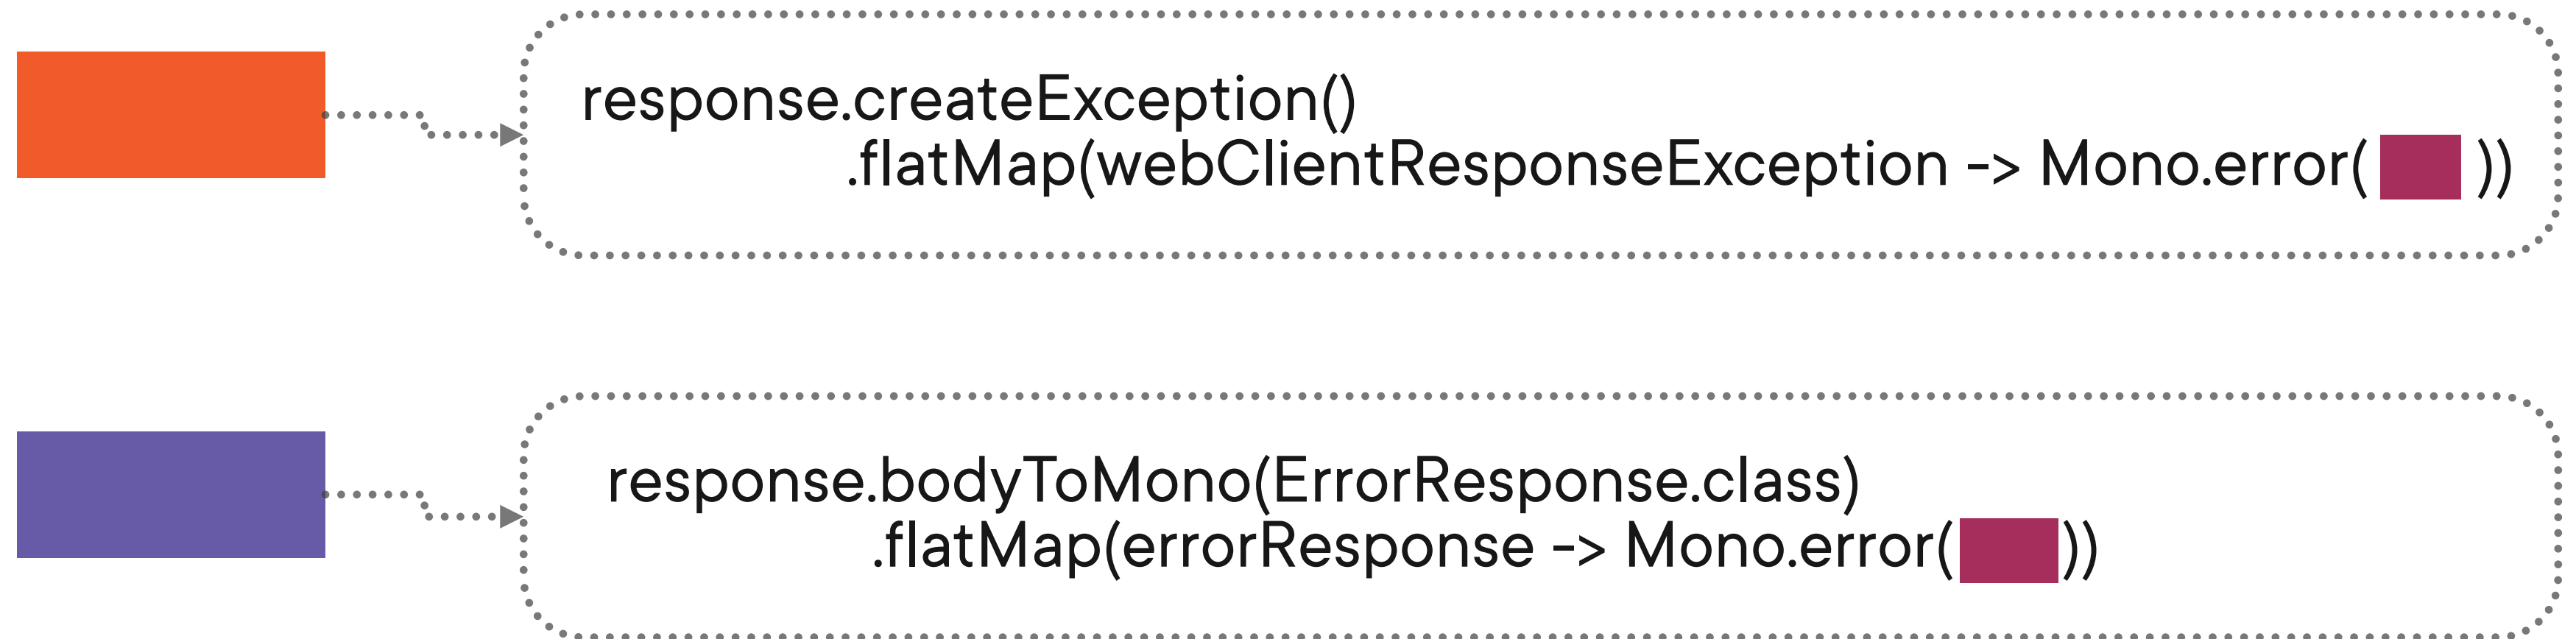 response.createException()
.flatMap(webClientResponseException -> Mono.error( ))
response.bodyToMono(ErrorResponse.class)
.flatMap(errorResponse -> Mono.error( ))